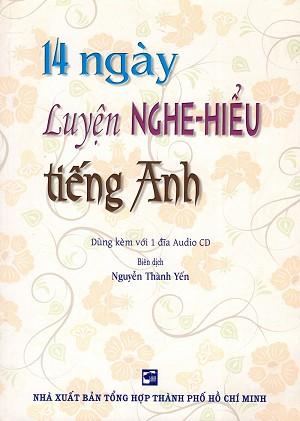 14 ngày
Luyện NGHE-HIỂU
tiếng Anh
Dùng kèm với 1 đĩa Audio CD
Biên dịch
Nguyễn Thành Yến
NHÀ XUẤT BẢN TỔNG HỢP THÀNH PHỐ HỒ CHÍ MINH